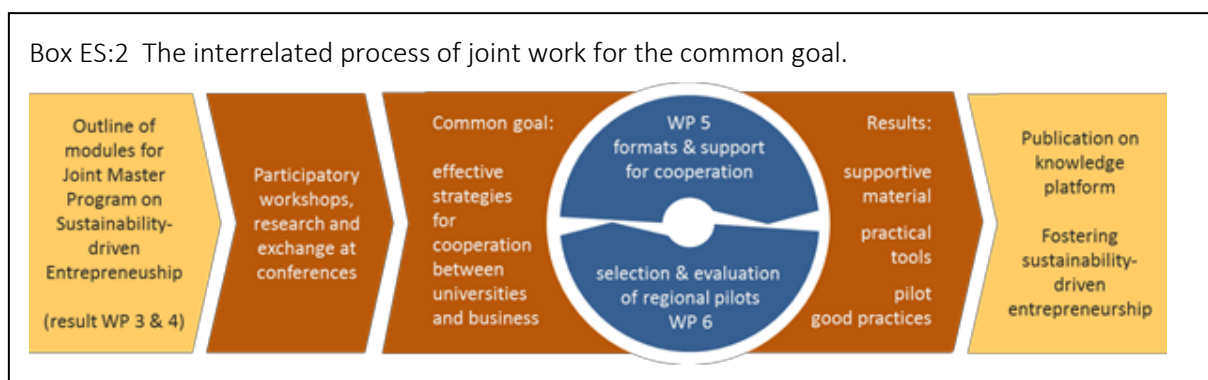 Box ES:2 The interrelated process of joint work for the common goal.
Outline of
modules for
Joint Master
Program on
Sustainability-
driven
Entrepreneuship
(result WP 3 & 4)
Participatory
workshops,
research and
exchange at
conferences
Common goal:
effective
strategies
for
cooperation
between
universities
and business
WP 5
formats & support
for cooperation
selection & evaluation
of regional pilots
WP 6
Results:
supportive
material
practical
tools
pilot
good practices
Publication on
knowledge
platform
Fostering
sustainability-
driven
entrepreneurship